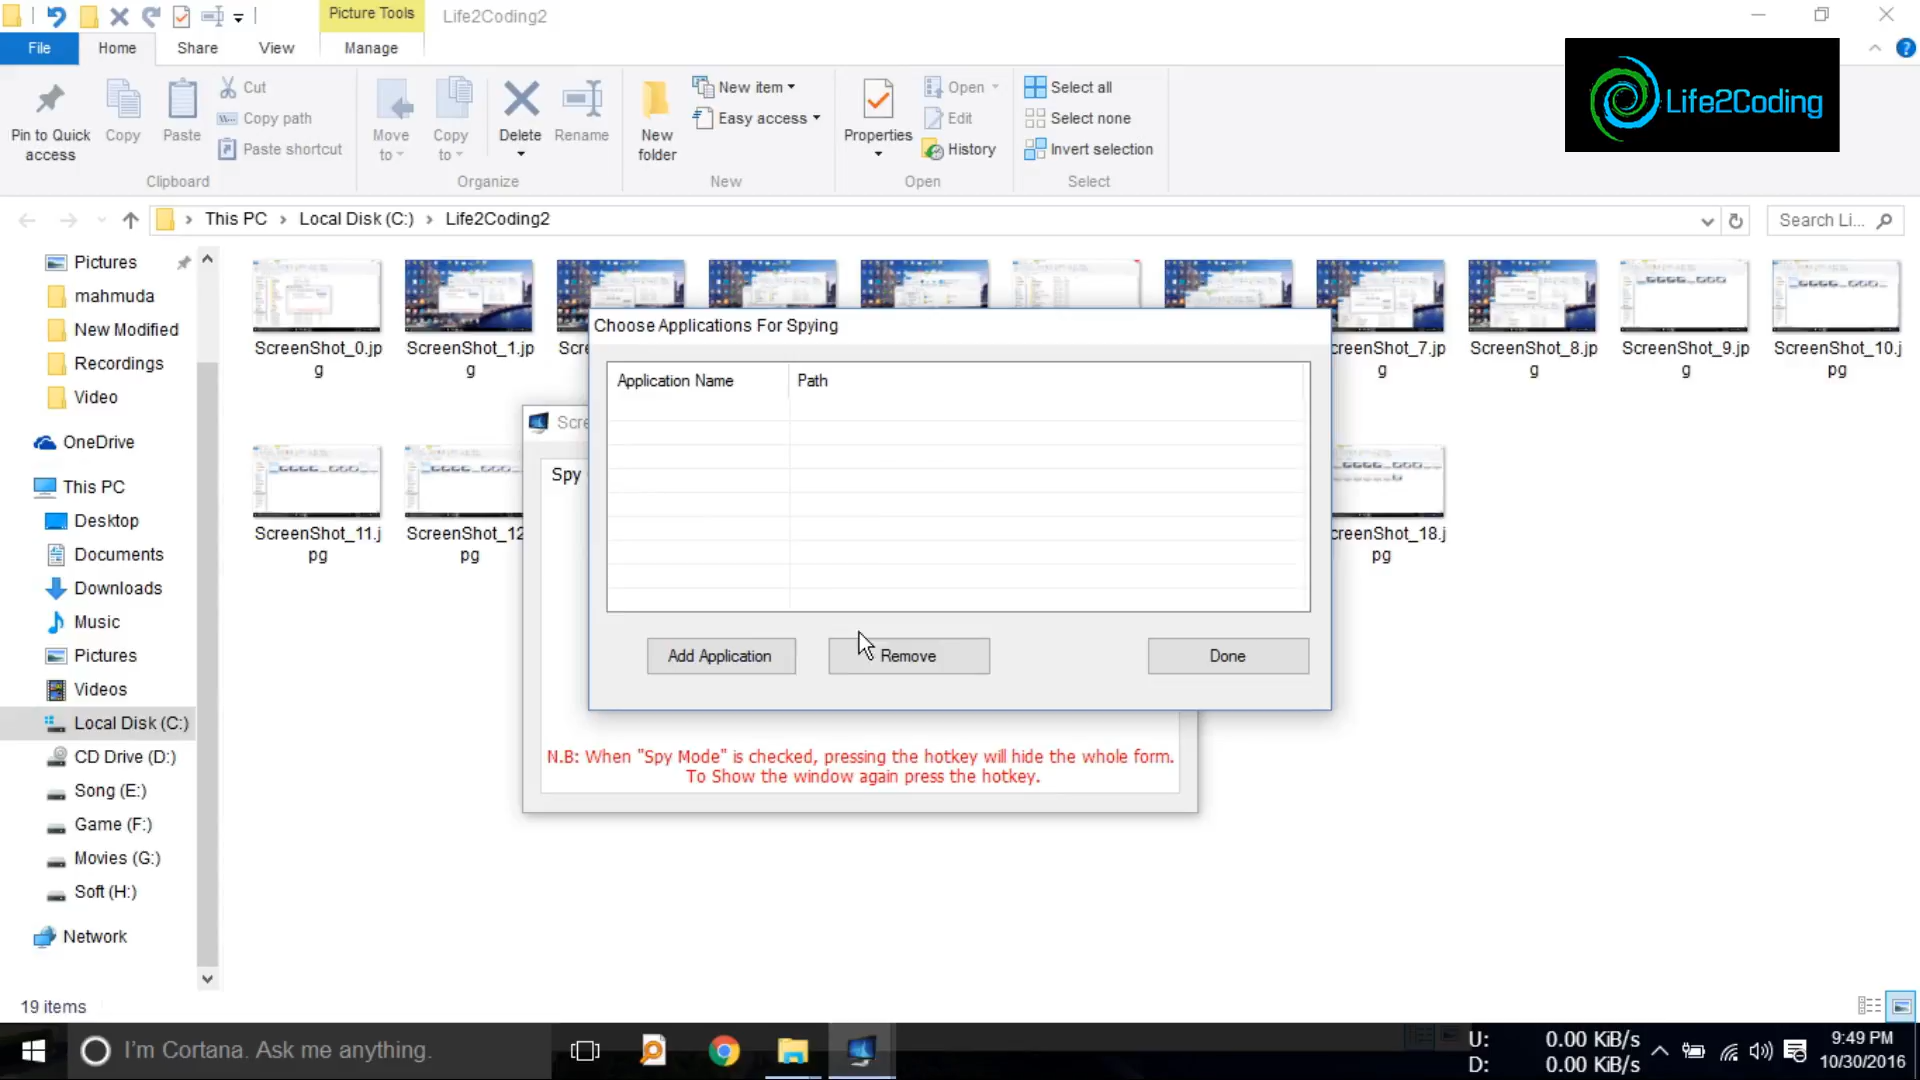 Picture Tools
Life2Coding2
File
Home
Share
View
Manage
Life2Coding
Pin to Quick
access
Copy
Paste
Cut
Copy path
Paste shortcut
Clipboard
Move
to
Copy
to
Delete
Rename
Organize
New
folder
New item
Easy access
New
Properties
Open
Edit
History
Open
Select all
Select none
Invert selection
Select
This PC
Local Disk (C:)
Life2Coding2
Search Li...
Pictures
mahmuda
New Modified
Recordings
Video
OneDrive
This PC
Desktop
Documents
Downloads
Music
Pictures
Videos
Local Disk (C:)
CD Drive (D:)
Song (E:)
Game (F:)
Movies (G:)
Soft (H:)
Network
ScreenShot_0.jp
g
ScreenShot_1.jp
g
Scre
creenShot_7.jp
g
ScreenShot_8.jp
g
ScreenShot_9.jp
g
ScreenShot_10.j
pg
ScreenShot_11.j
pg
ScreenShot_12
pg
creenShot_18.j
pg
Choose Applications For Spying
Application Name
Path
Add Application
Remove
Done
Scre
Spy
N.B: When "Spy Mode" is checked, pressing the hotkey will hide the whole form.
To Show the window again press the hotkey.
19 items
I'm Cortana. Ask me anything.
U: 0.00 KiB/s
D: 0.00 KiB/s
9:49 PM
10/30/2016